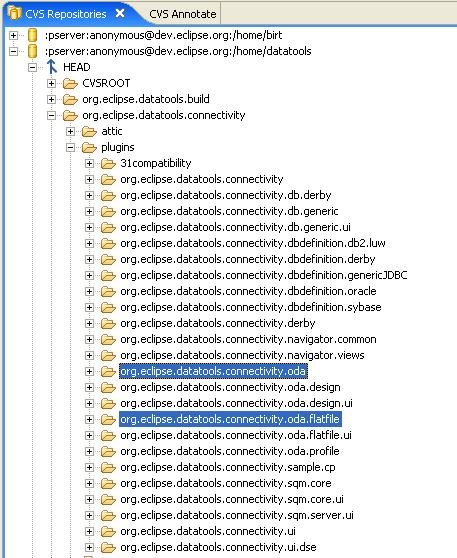 CVS Repositories CVS Annotate
:pserver:anonymous@dev.eclipse.org:/home/birt
:pserver:anonymous@dev.eclipse.org:/home/datatools
HEAD
CVSROOT
org.eclipse.datatools.build
org.eclipse.datatools.connectivity
attic
plugins
31compatibility
org.eclipse.datatools.connectivity
org.eclipse.datatools.connectivity.db.derby
org.eclipse.datatools.connectivity.db.generic
org.eclipse.datatools.connectivity.db.generic.ui
org.eclipse.datatools.connectivity.dbdefinition.db2.luw
org.eclipse.datatools.connectivity.dbdefinition.derby
org.eclipse.datatools.connectivity.dbdefinition.genericJDBC
org.eclipse.datatools.connectivity.dbdefinition.oracle
org.eclipse.datatools.connectivity.dbdefinition.sybase
org.eclipse.datatools.connectivity.derby
org.eclipse.datatools.connectivity.navigator.common
org.eclipse.datatools.connectivity.navigator.views
org.eclipse.datatools.connectivity.oda
org.eclipse.datatools.connectivity.oda.design
org.eclipse.datatools.connectivity.oda.design.ui
org.eclipse.datatools.connectivity.oda.flatfile
org.eclipse.datatools.connectivity.oda.flatfile.ui
org.eclipse.datatools.connectivity.oda.profile
org.eclipse.datatools.connectivity.sample.cp
org.eclipse.datatools.connectivity.sqm.core
org.eclipse.datatools.connectivity.sqm.core.ui
org.eclipse.datatools.connectivity.sqm.server.ui
org.eclipse.datatools.connectivity.ui
org.eclipse.datatools.connectivity.ui.dse